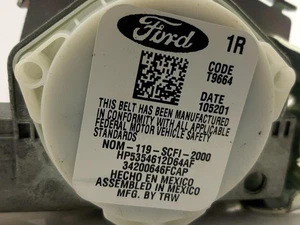 Ford
1R
CODE
T9664
DATE
105201
THIS BELT HAS BEEN MANUFACTURED
IN CONFORMITY WITH APPLICABLE
FEDERAL MOTOR VEHICLE SAFETY
STANDARDS
NOM-119-SCFI-2000
HP5354612D64AF
34200646FCAP
HECHO EN MEXICO
ASSEMBLED IN MEXICO
MFG. BY TRW